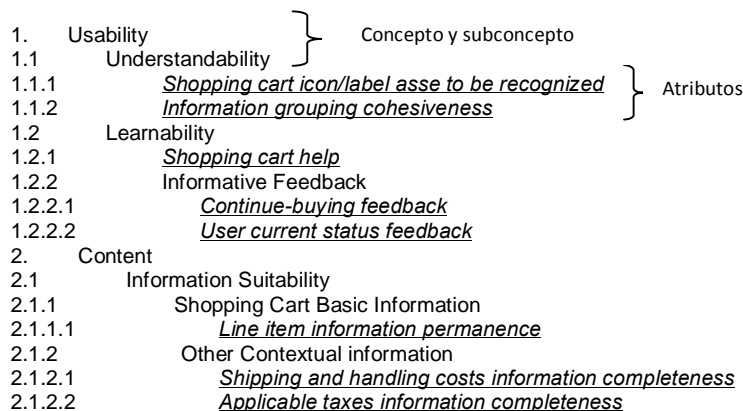 1. Usability
Concepto y subconcepto
1.1 Understandability
1.1.1 Shopping cart icon/label asse to be recognized
Atributos
1.1.2 Information grouping cohesiveness
1.2 Learnability
1.2.1 Shopping cart help
1.2.2 Informative Feedback
1.2.2.1 Continue-buying feedback
1.2.2.2 User current status feedback
2. Content
2.1 Information Suitability
2.1.1 Shopping Cart Basic Information
2.1.1.1 Line item information permanence
2.1.2 Other Contextual information
2.1.2.1 Shipping and handling costs information completeness
2.1.2.2 Applicable taxes information completeness